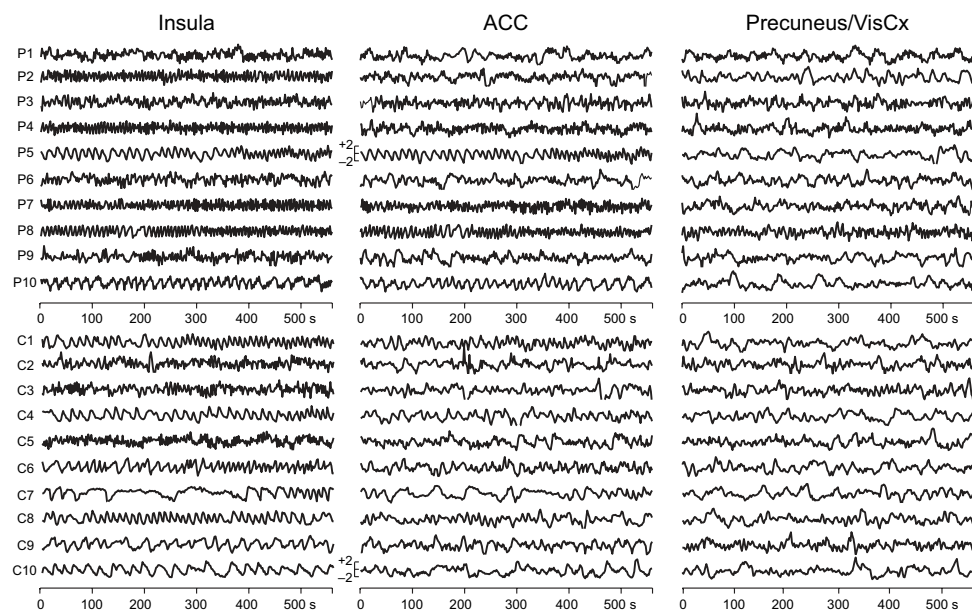 Insula ACC Precuneus/VisCx
P1
P2
P3
P4
P5 +2
−2
P6
P7
P8
P9
P10
0 100 200 300 400 500 s 0 100 200 300 400 500 s 0 100 200 300 400 500 s
C1
C2
C3
C4
C5
C6
C7
C8
C9
C10 +2
−2
0 100 200 300 400 500 s 0 100 200 300 400 500 s 0 100 200 300 400 500 s